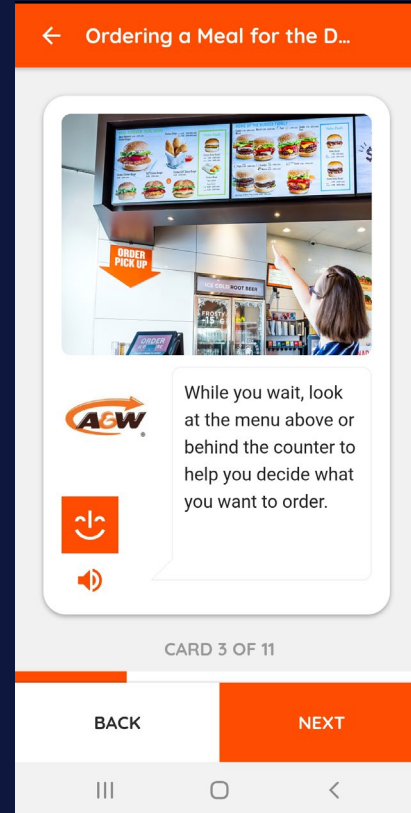 Ordering a Meal for the D...
ORDER
PICK UP
ICE COLD ROOT BEER
FROSTY
ORDER
A&W
While you wait, look
at the menu above or
behind the counter to
help you decide what
you want to order.
CARD 3 OF 11
BACK
NEXT